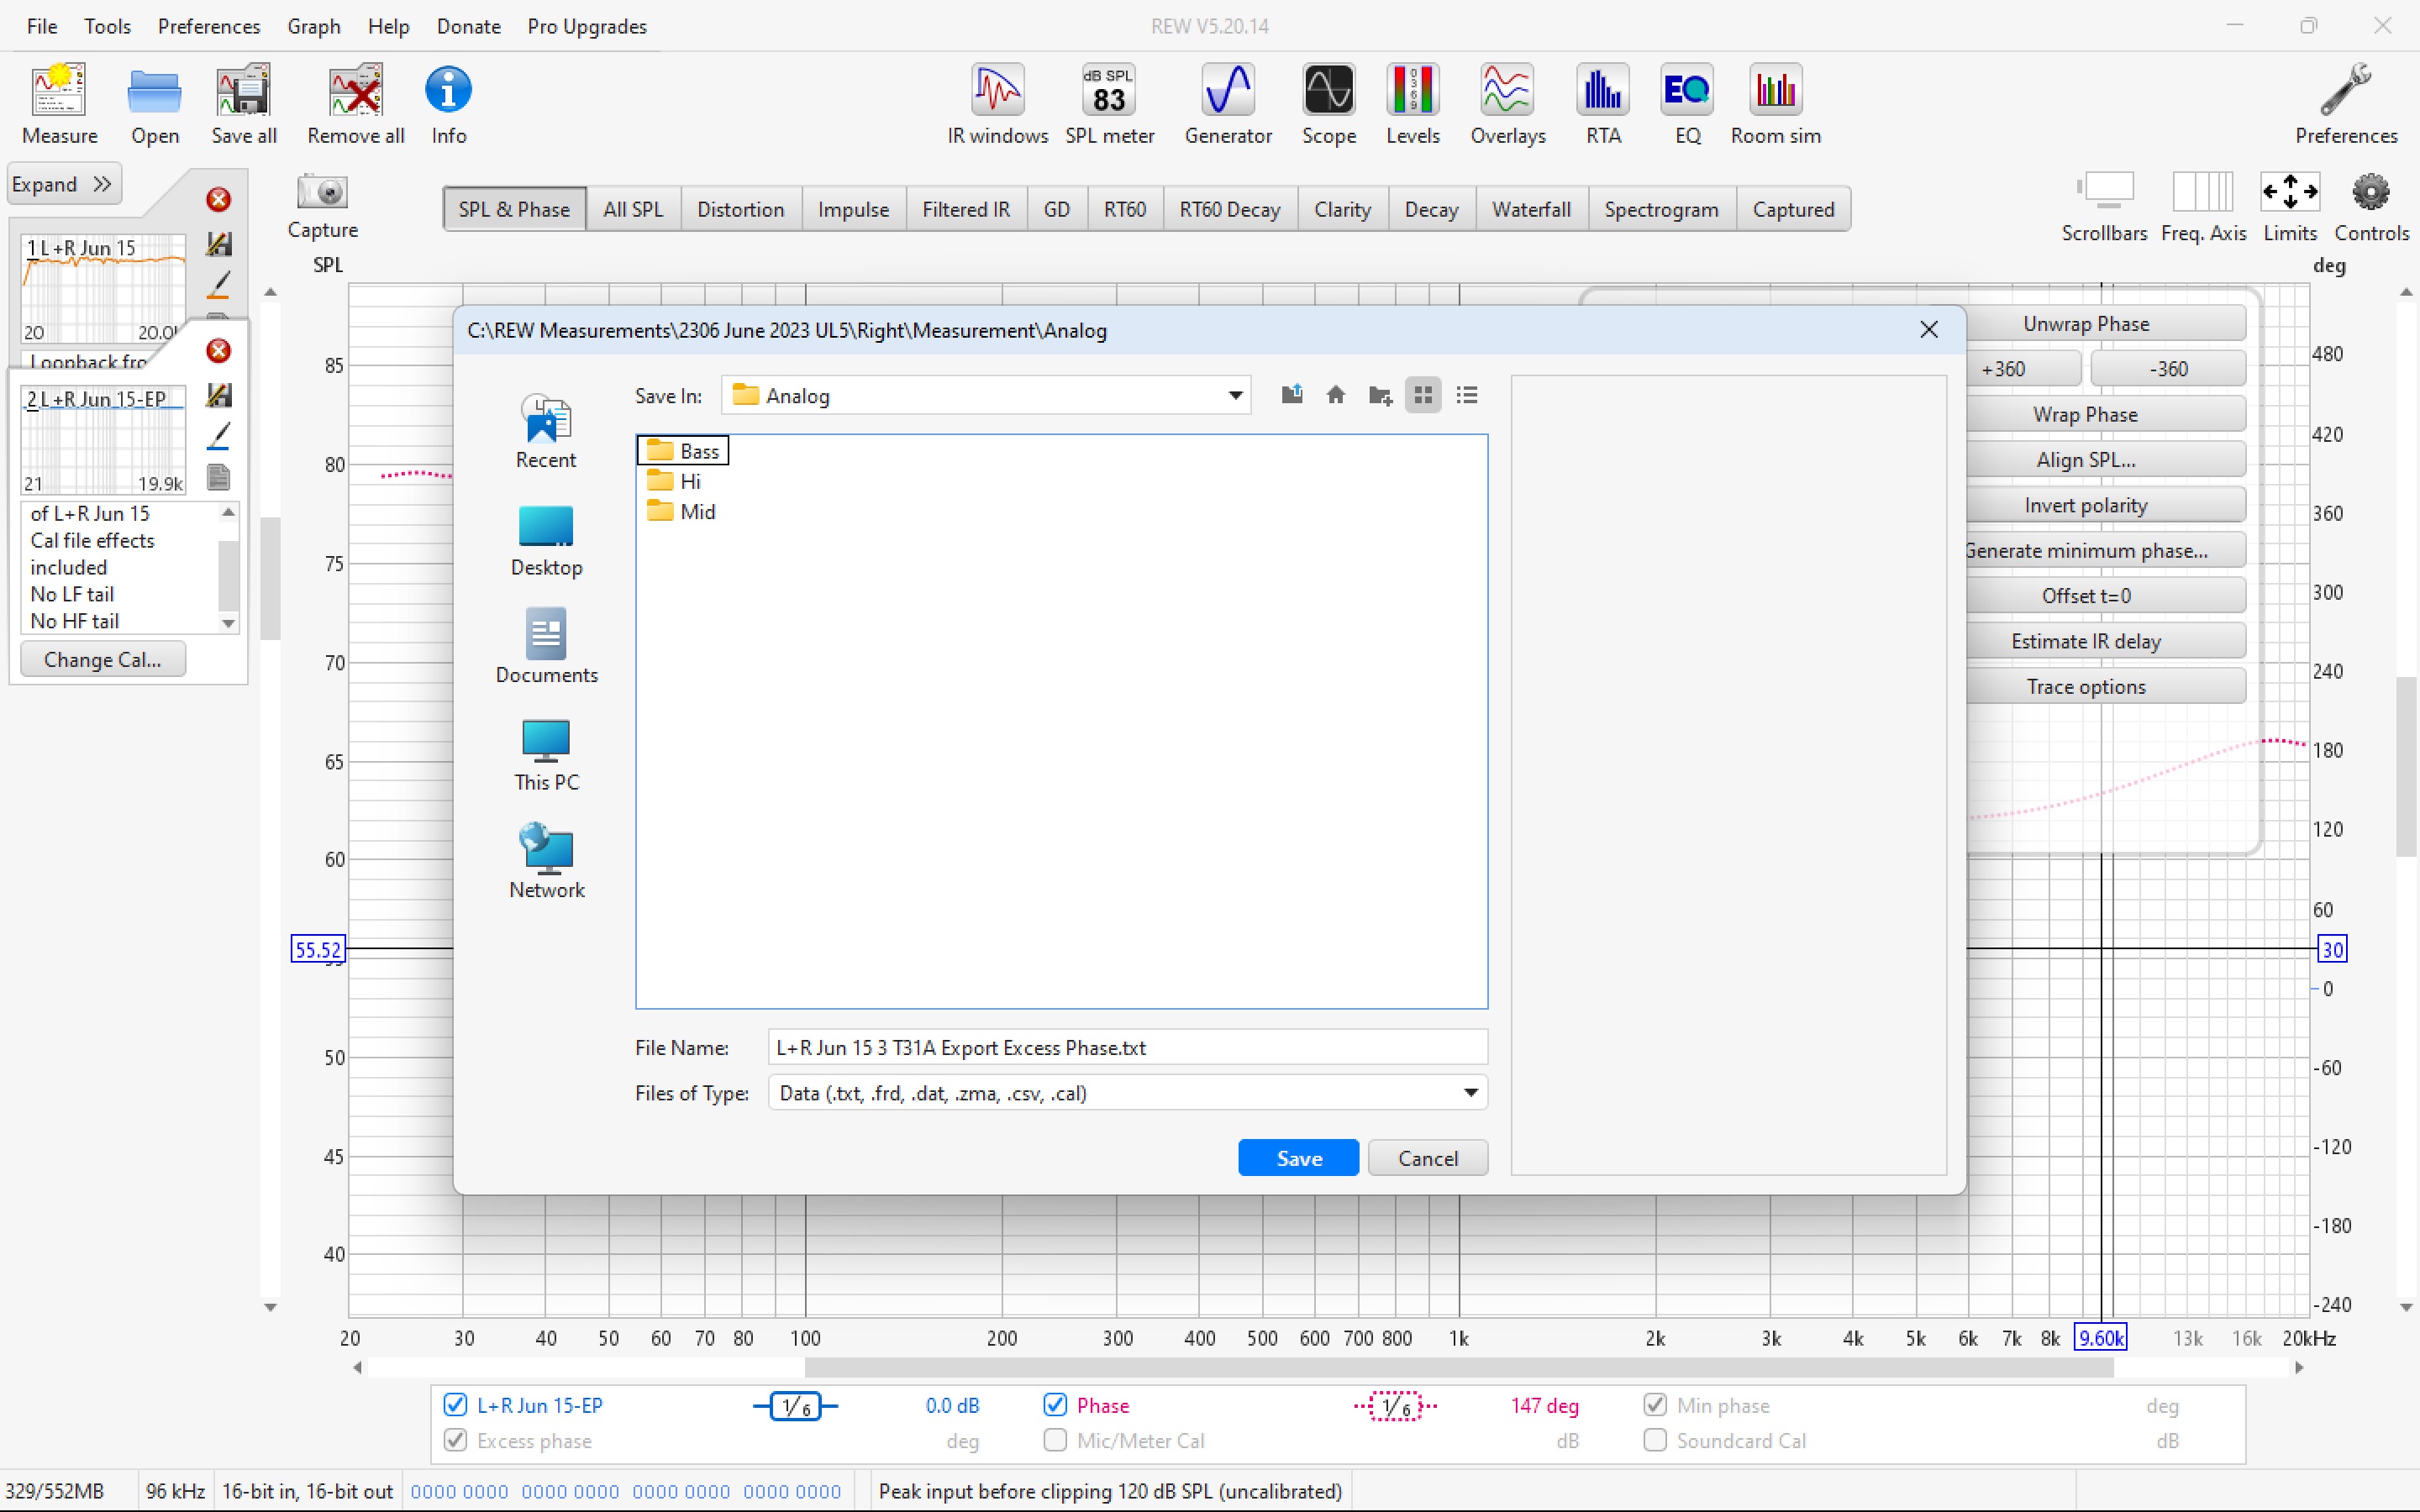 File Tools Preferences Graph Help Donate Pro Upgrades
REW V5.20.14
Measure Open Save all Remove all Info
dB SPL
83
0 3 6 9
EQ
IR windows SPL meter Generator Scope Levels Overlays RTA EQ Room sim
Preferences
Expand
Capture
SPL & Phase All SPL Distortion Impulse Filtered IR GD RT60 RT60 Decay Clarity Decay Waterfall Spectrogram Captured
Scrollbars Freq. Axis Limits Controls
1 L+R Jun 15
20 20.0
Loopback fro
2 L+R Jun 15-EP
21 19.9k
of L+R Jun 15
Cal file effects
included
No LF tail
No HF tail
Change Cal...
SPL
85
80
75
70
65
60
55.52
50
45
40
C:\REW Measurements\2306 June 2023 UL5\Right\Measurement\Analog
Save In: Analog
Recent
Desktop
Documents
This PC
Network
Bass
Hi
Mid
File Name: L+R Jun 15 3 T31A Export Excess Phase.txt
Files of Type: Data (.txt, .frd, .dat, .zma, .csv, .cal)
Save Cancel
Unwrap Phase
+360 -360
Wrap Phase
Align SPL...
Invert polarity
Generate minimum phase...
Offset t=0
Estimate IR delay
Trace options
deg
480
420
360
300
240
180
120
60
30
0
-60
-120
-180
-240
20 30 40 50 60 70 80 100 200 300 400 500 600 700 800 1k 2k 3k 4k 5k 6k 7k 8k 9.60k 13k 16k 20kHz
L+R Jun 15-EP 1/6 0.0 dB Phase 1/6 147 deg Min phase deg
Excess phase deg Mic/Meter Cal dB Soundcard Cal dB
329/552MB 96 kHz 16-bit in, 16-bit out 0000 0000 0000 0000 0000 0000 0000 0000 Peak input before clipping 120 dB SPL (uncalibrated)